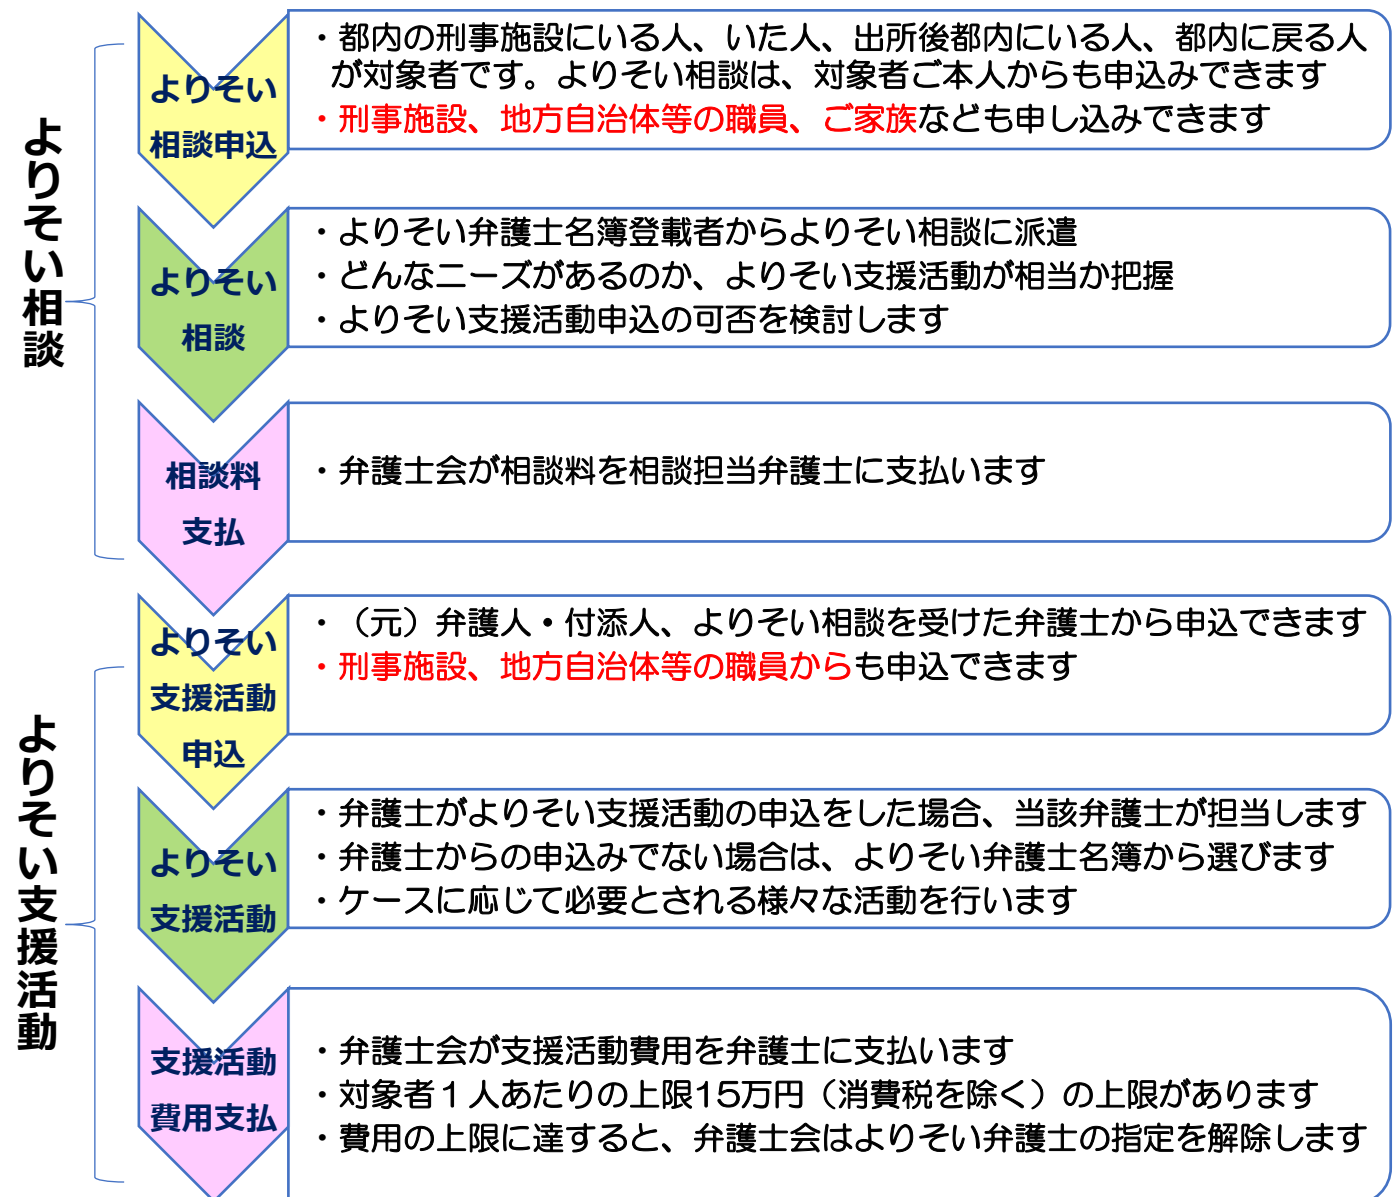 よりそい相談
よりそい
相談申込
・都内の刑事施設にいる人、いた人、出所後都内にいる人、都内に戻る人
が対象者です。よりそい相談は、対象者ご本人からも申込みできます
・刑事施設、地方自治体等の職員、ご家族なども申し込みできます
よりそい
相談
・よりそい弁護士名簿登載者からよりそい相談に派遣
・どんなニーズがあるのか、よりそい支援活動が相当か把握
・よりそい支援活動申込の可否を検討します
相談料
支払
・弁護士会が相談料を相談担当弁護士に支払います
よりそい支援活動
よりそい
支援活動
申込
・（元）弁護人・付添人、よりそい相談を受けた弁護士から申込できます
・刑事施設、地方自治体等の職員からも申込できます
よりそい
支援活動
・弁護士がよりそい支援活動の申込をした場合、当該弁護士が担当します
・弁護士からの申込みでない場合は、よりそい弁護士名簿から選びます
・ケースに応じて必要とされる様々な活動を行います
支援活動
費用支払
・弁護士会が支援活動費用を弁護士に支払います
・対象者１人あたりの上限15万円（消費税を除く）の上限があります
・費用の上限に達すると、弁護士会はよりそい弁護士の指定を解除します